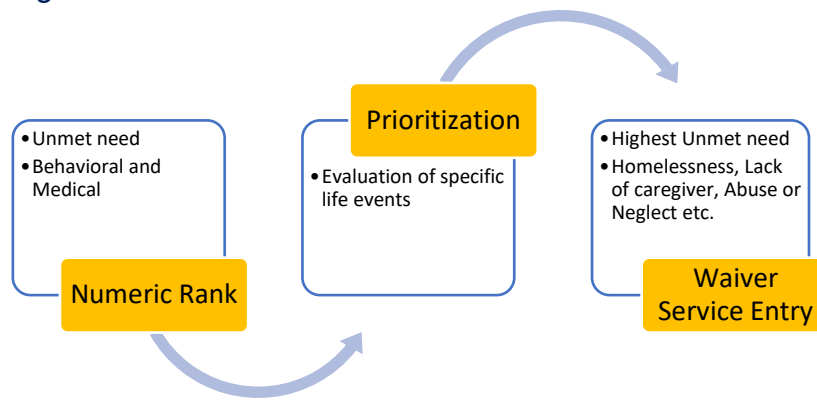 •Unmet need
•Behavioral and
Medical
Numeric Rank
Prioritization
•Evaluation of specific
life events
•Highest Unmet need
•Homelessness, Lack
of caregiver, Abuse or
Neglect etc.
Waiver
Service Entry